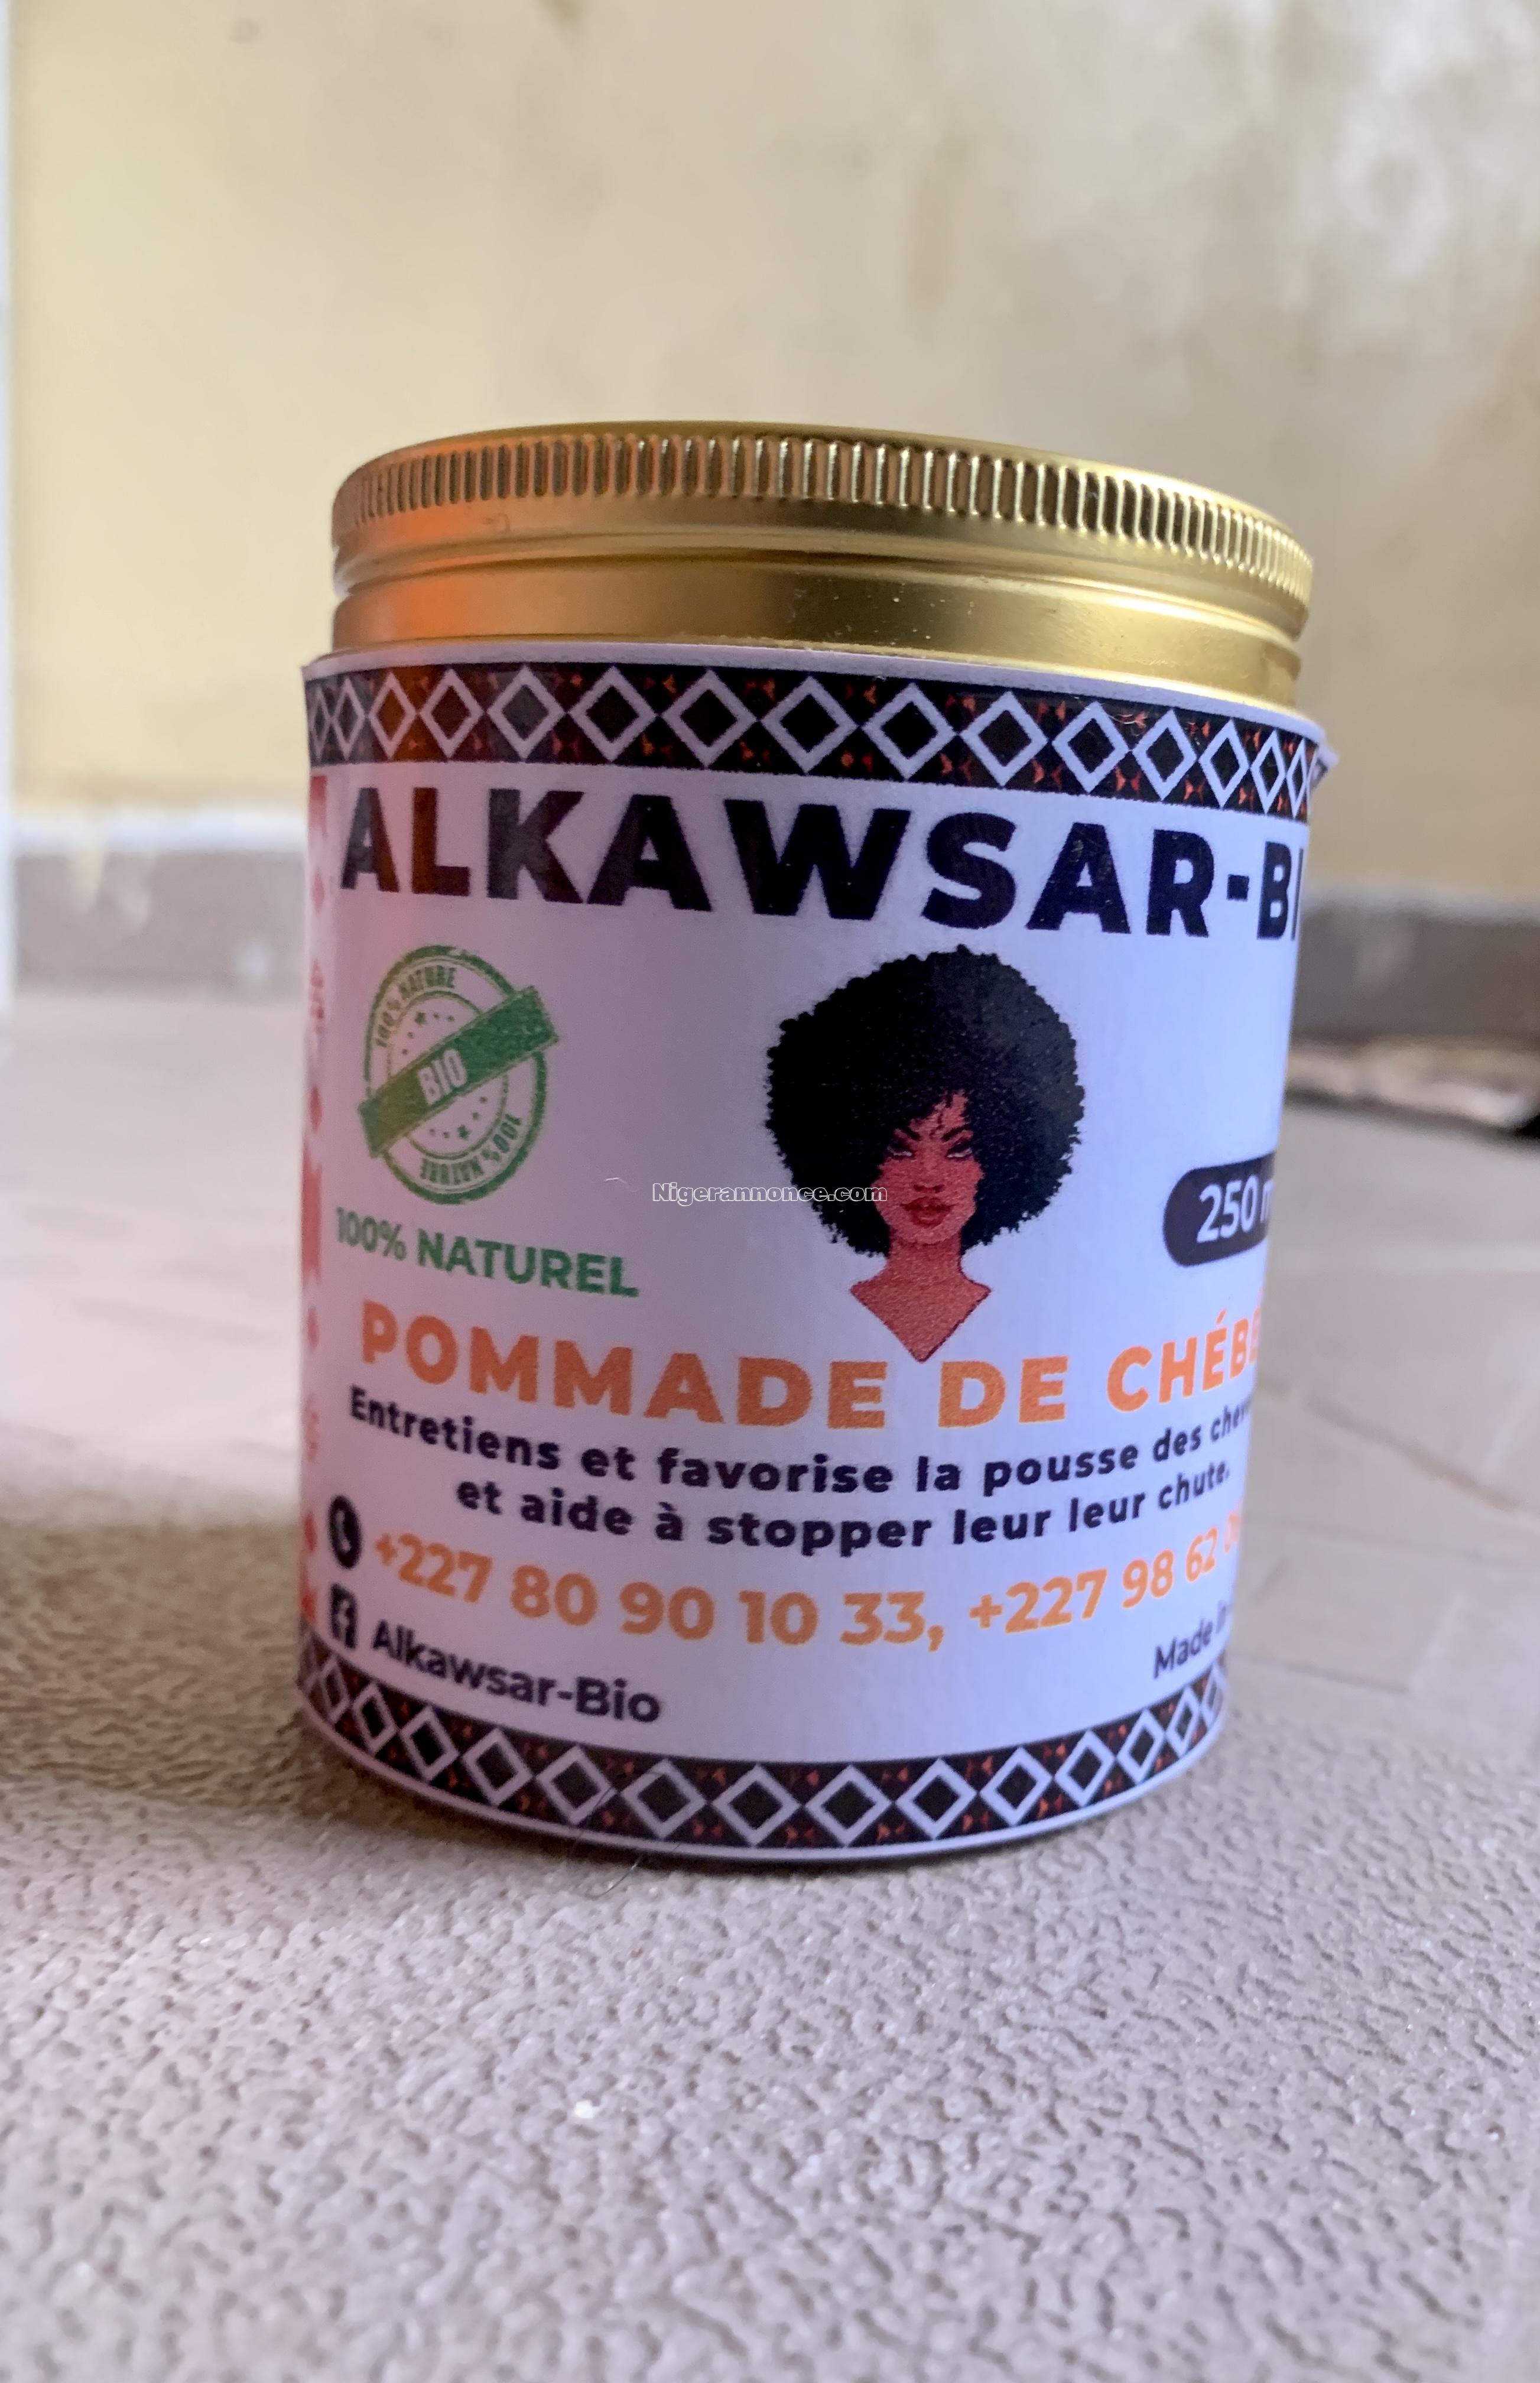 ALKAWSAR-BI
100% NATURE
BIO
100% NATURE
Nigerannonce.com
250 m
100% NATUREL
POMMADE DE CHÉB
Entretiens et favorise la pousse des chev
et aide à stopper leur leur chute.
+227 80 90 10 33, +227 98 62
Alkawsar-Bio
Made in